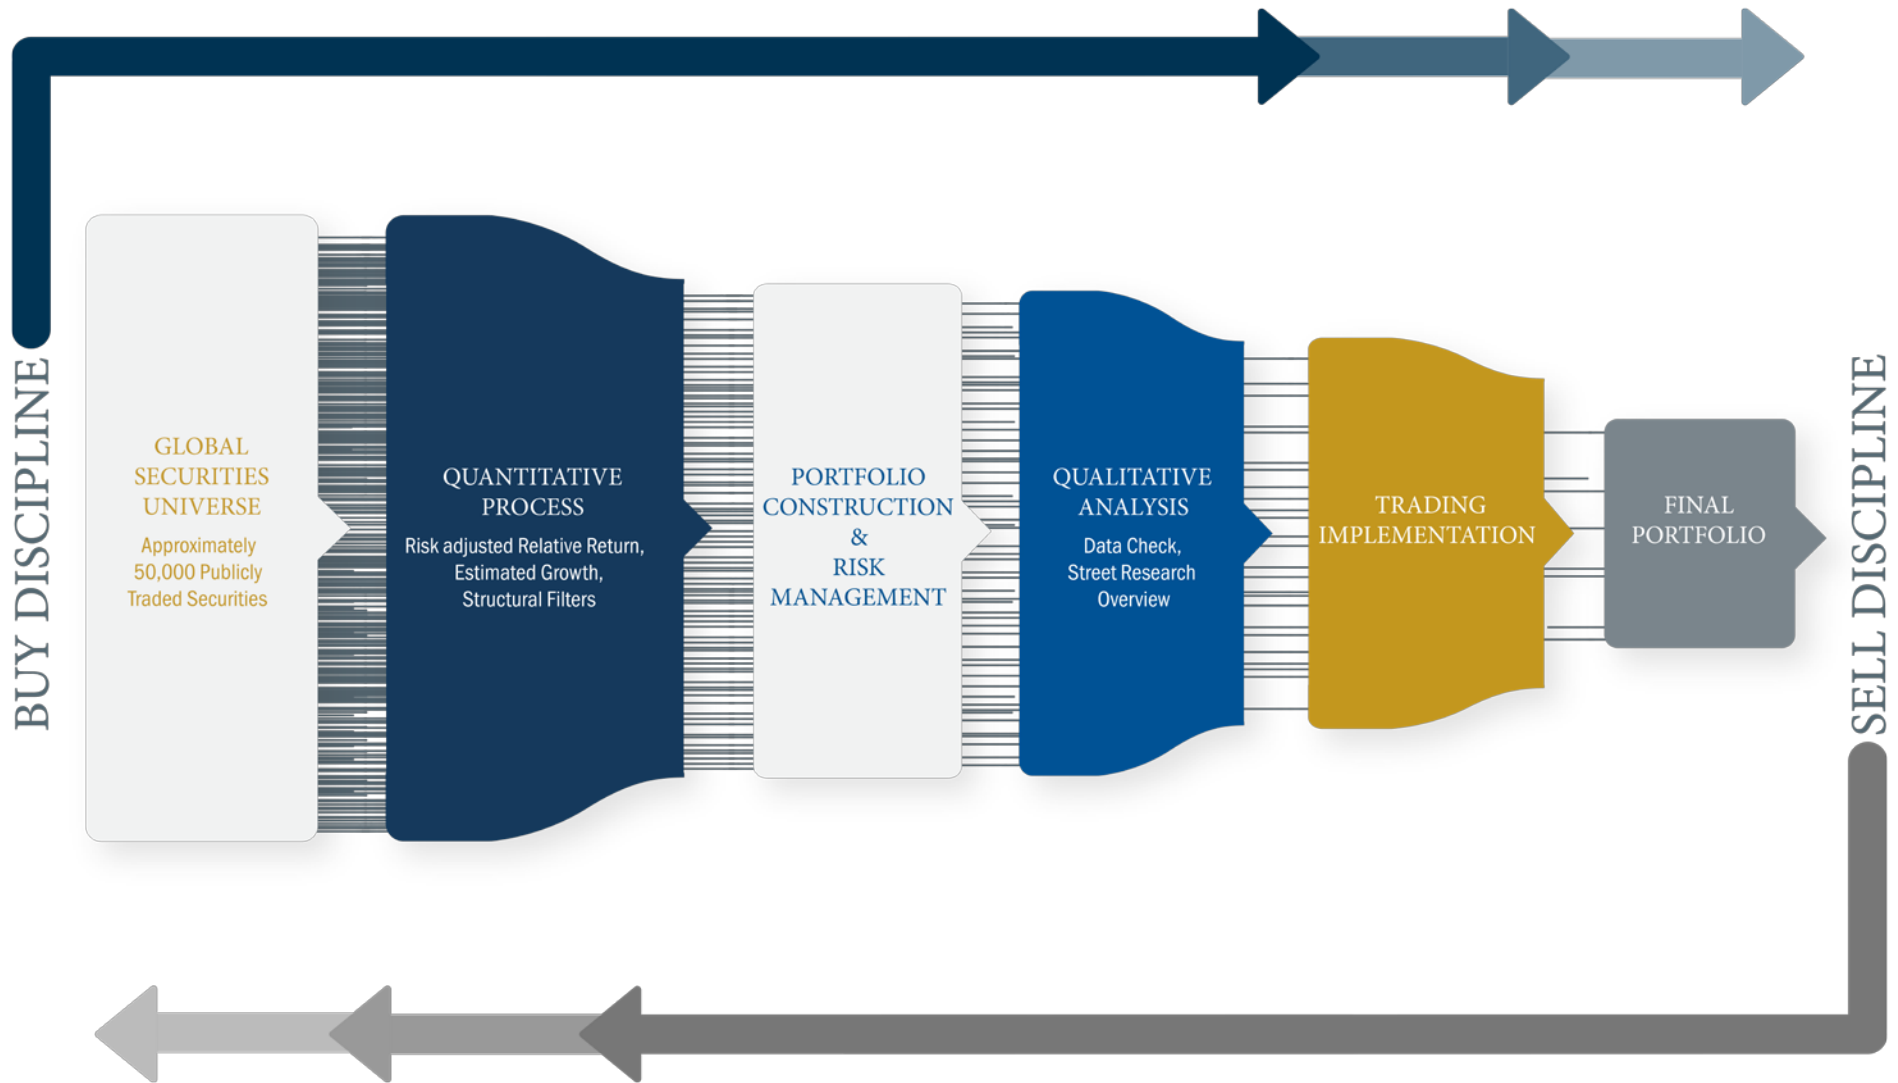 BUY DISCIPLINE
GLOBAL
SECURITIES
UNIVERSE
Approximately
50,000 Publicly
Traded Securities
QUANTITATIVE
PROCESS
Risk adjusted Relative Return,
Estimated Growth,
Structural Filters
PORTFOLIO
CONSTRUCTION
&
RISK
MANAGEMENT
QUALITATIVE
ANALYSIS
Data Check,
Street Research
Overview
TRADING
IMPLEMENTATION
FINAL
PORTFOLIO
SELL DISCIPLINE